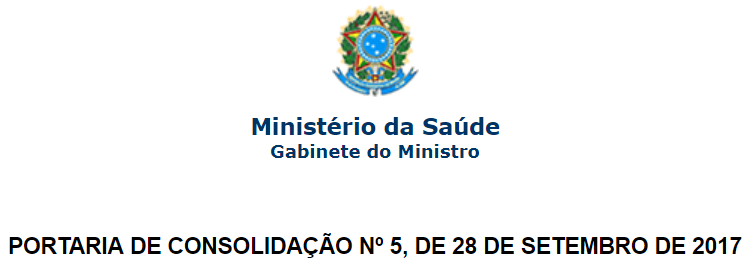 Ministério da Saúde
Gabinete do Ministro
PORTARIA DE CONSOLIDAÇÃO Nº 5, DE 28 DE SETEMBRO DE 2017